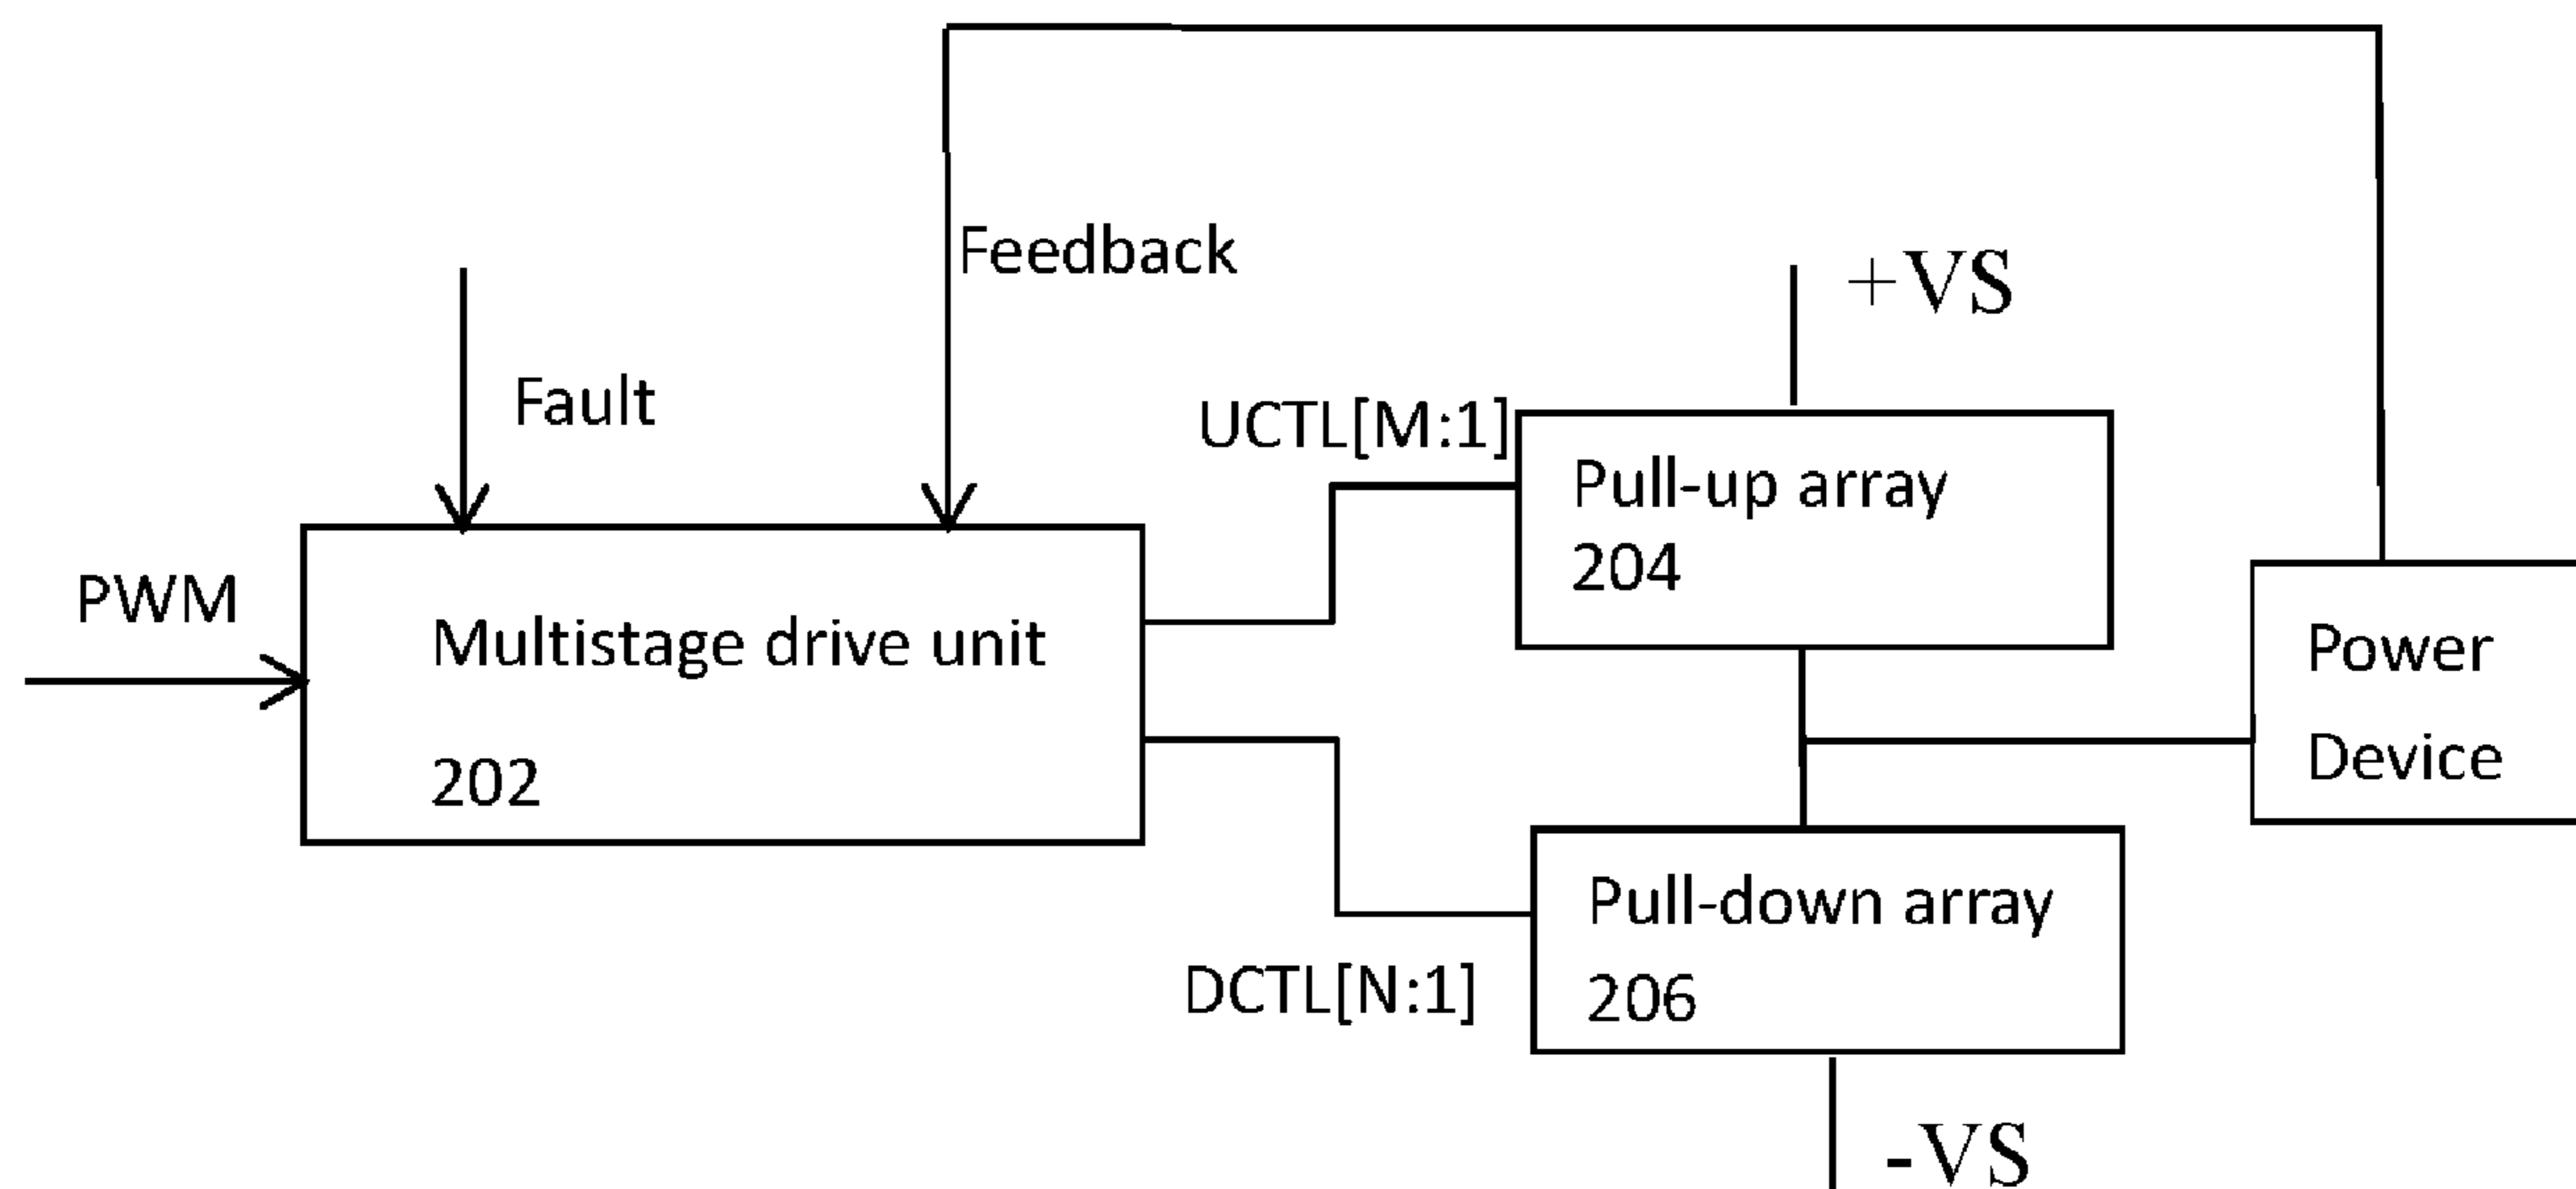 Feedback
+VS
Fault
UCTL[M:1]
Pull-up array
204
PWM
Multistage drive unit
202
Power
Device
Pull-down array
206
DCTL[N:1]
-VS